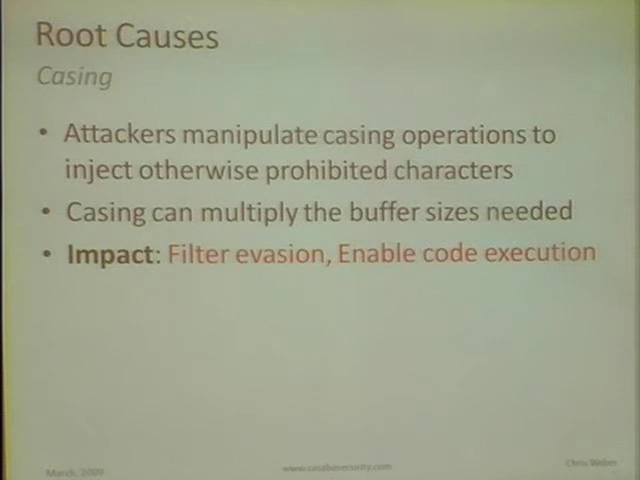 Root Causes
Casing
• Attackers manipulate casing operations to
inject otherwise prohibited characters
• Casing can multiply the buffer sizes needed
• Impact: Filter evasion, Enable code execution
March, 2009
www.casabasecurity.com
Chris Weber